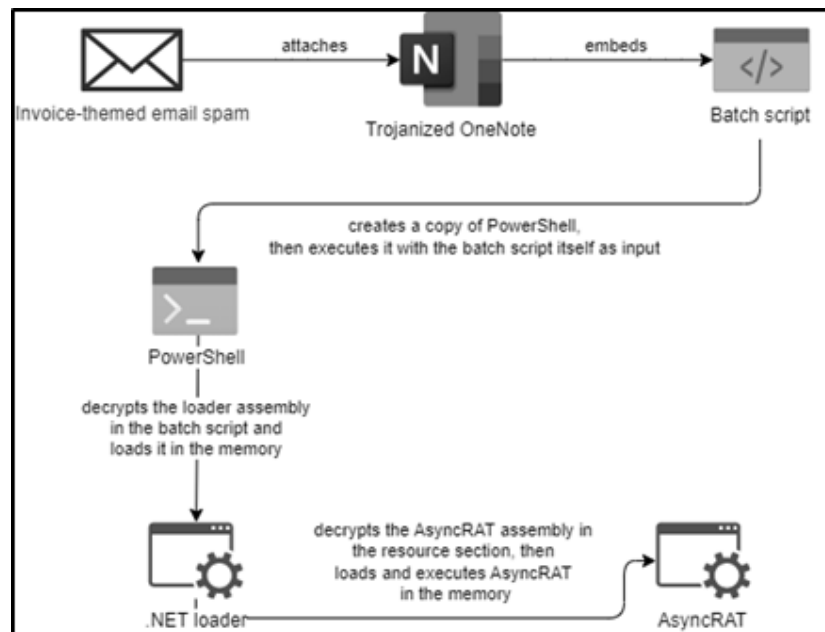 attaches
embeds
N
</>
Invoice-themed email spam
Trojanized OneNote
Batch script
creates a copy of PowerShell,
then executes it with the batch script itself as input
>_
PowerShell
decrypts the loader assembly
in the batch script and
loads it in the memory
decrypts the AsyncRAT assembly in
the resource section, then
loads and executes AsyncRAT
in the memory
.NET loader
AsyncRAT